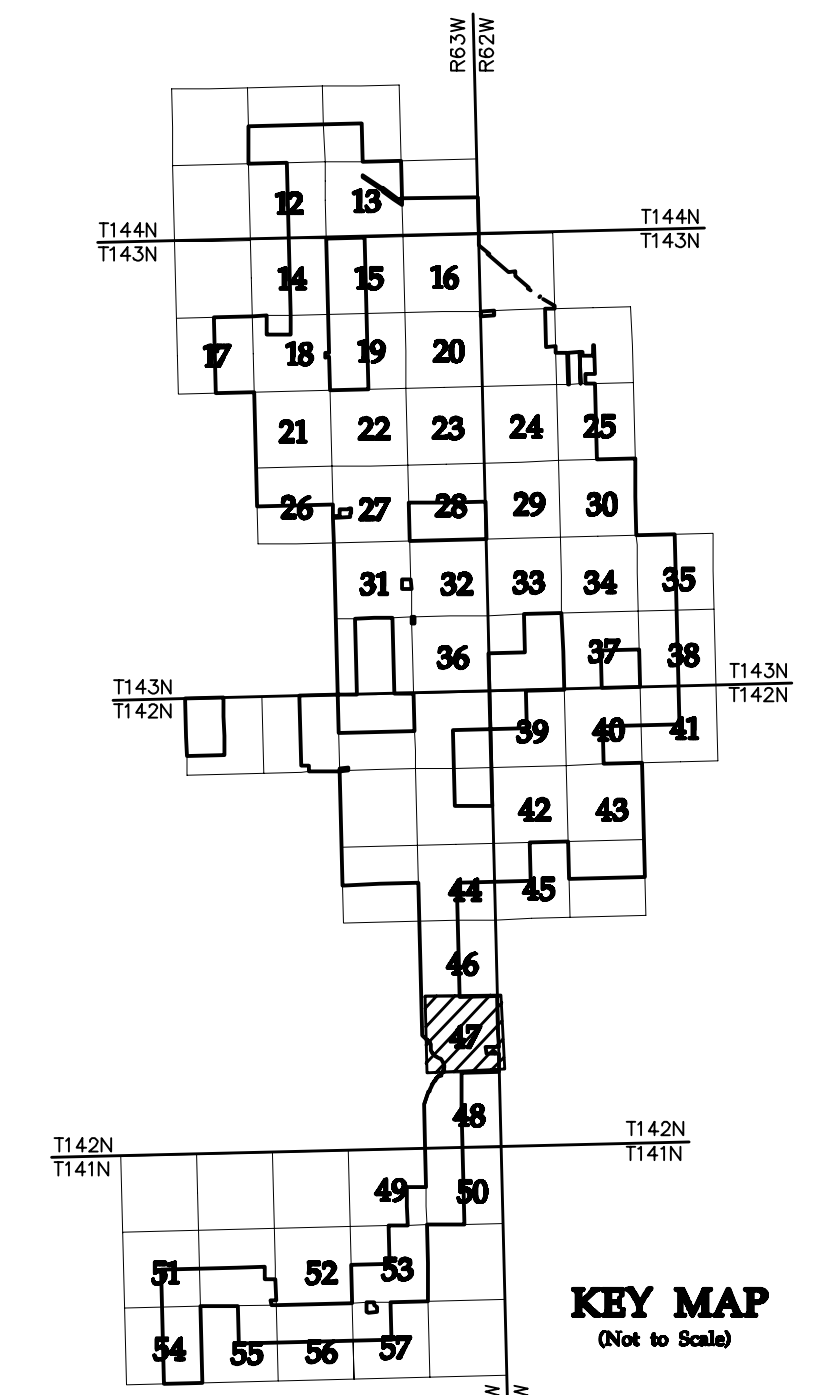 R63W
R62W
12 13
T144N T144N
T143N T143N
14 15 16
17 18 19 20
21 22 23 24 25
26 27 28 29 30
31 32 33 34 35
36 37 38
T143N T143N
T142N T142N
39 40 41
42 43
44 45
46
47
48
T142N T142N
T141N T141N
49 50
51 52 53
54 55 56 57
KEY MAP
(Not to Scale)
W
W